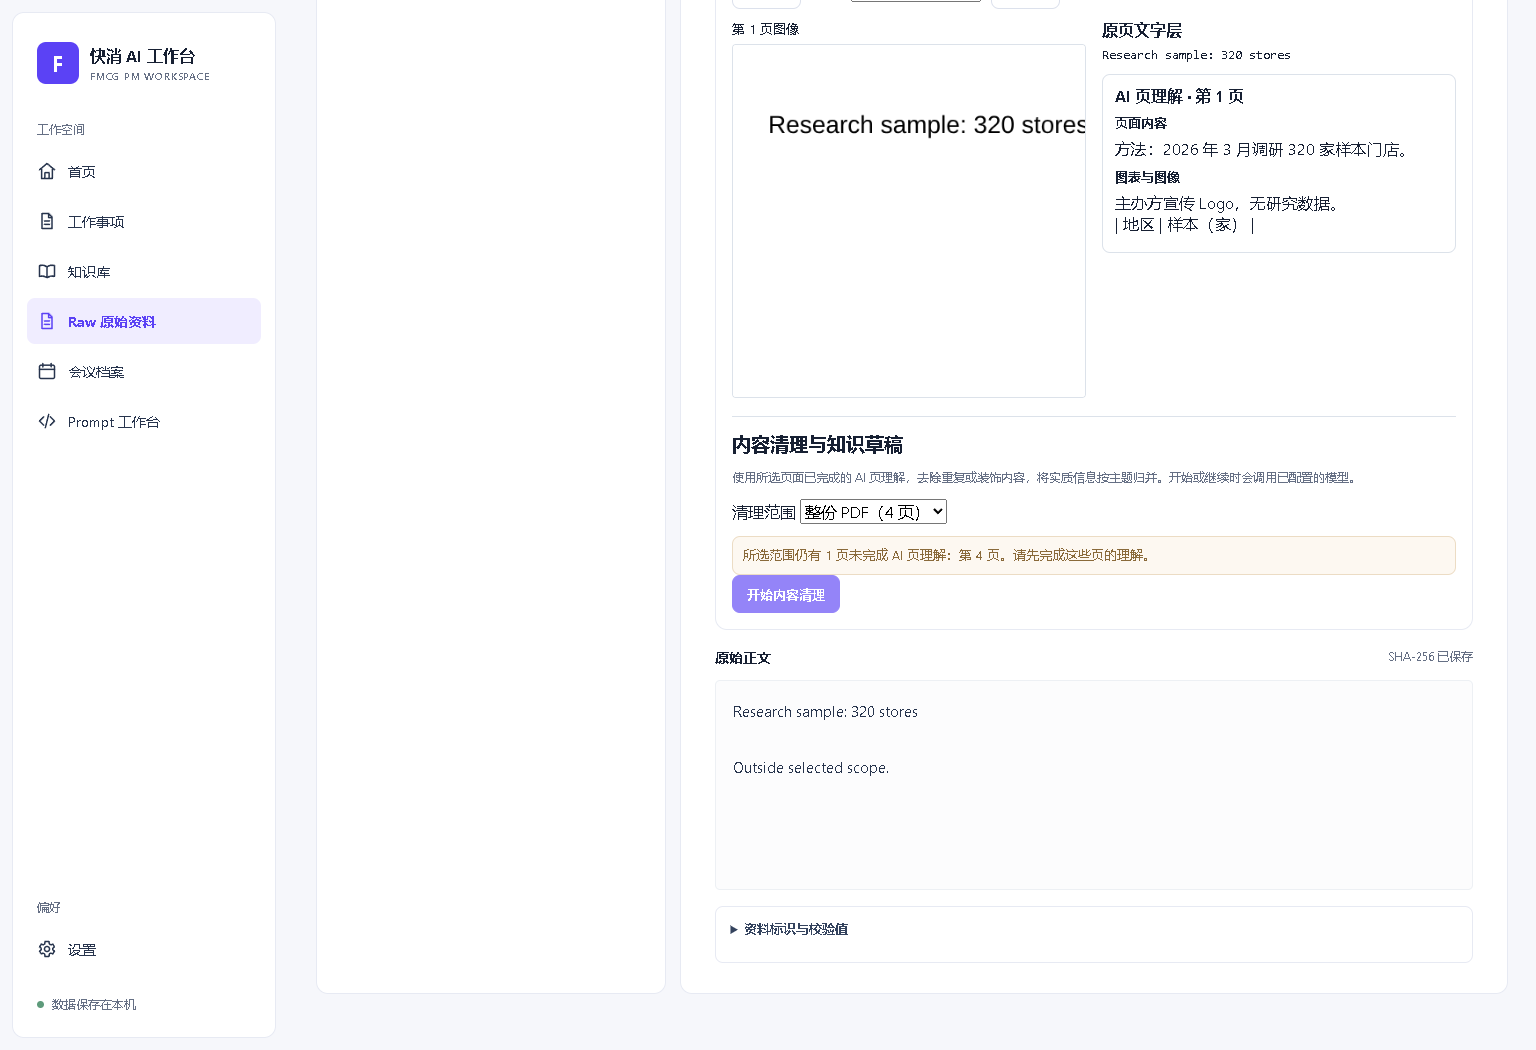 F
快消 AI 工作台
FMCG PM WORKSPACE
工作空间
首页
工作事项
知识库
Raw 原始资料
会议档案
Prompt 工作台
偏好
设置
数据保存在本机
第 1 页图像
Research sample: 320 stores
原页文字层
Research sample: 320 stores
AI 页理解 · 第 1 页
页面内容
方法：2026 年 3 月调研 320 家样本门店。
图表与图像
主办方宣传 Logo，无研究数据。
| 地区 | 样本（家） |
内容清理与知识草稿
使用所选页面已完成的 AI 页理解，去除重复或装饰内容，将实质信息按主题归并。开始或继续时会调用已配置的模型。
清理范围 整份 PDF（4 页）
所选范围仍有 1 页未完成 AI 页理解：第 4 页。请先完成这些页的理解。
开始内容清理
原始正文
SHA-256 已保存
Research sample: 320 stores
Outside selected scope.
资料标识与校验值